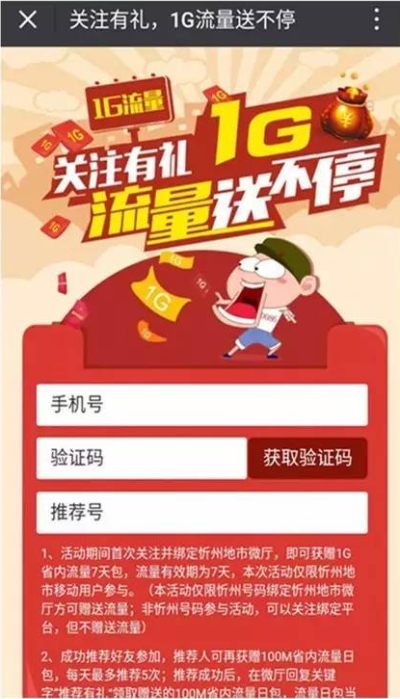 关注有礼，1G流量送不停
1G流量
关注有礼 1G
流量送不停
1G
1G
1G
1G
1G
手机号
验证码 获取验证码
推荐号
1、活动期间首次关注并绑定忻州地市微厅，即可获赠1G
省内流量7天包，流量有效期为7天，本次活动仅限忻州地
市移动用户参与。（本活动仅限忻州号码绑定忻州地市微
厅方可赠送流量；非忻州号码参与活动，可以关注绑定平
台，但不赠送流量）
2、成功推荐好友参加，推荐人可再获赠100M省内流量日
包，每天最多推荐5次；推荐成功后，在微厅回复关键
字"推荐有礼"领取赠送的100M省内流量日包，流量日包当